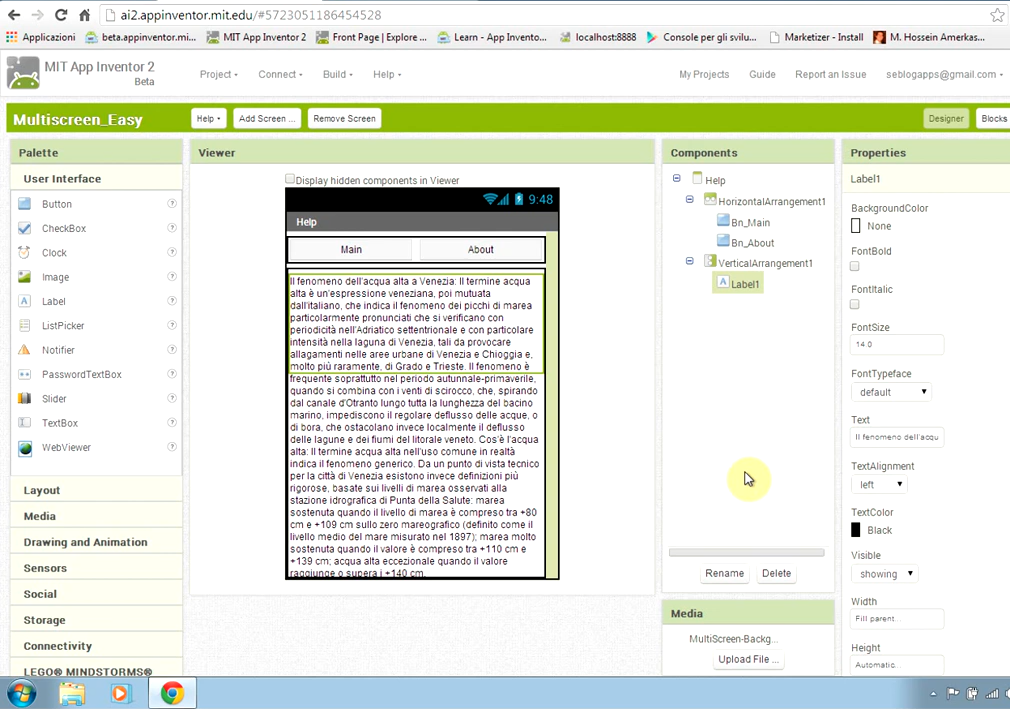 ai2.appinventor.mit.edu/#5723051186454528
Applicazioni beta.appinventor.mi... MIT App Inventor 2 Front Page | Explore ... Learn - App Invento... localhost:8888 Console per gli svilu... Marketizer - Install M. Hossein Amerkas...
MIT App Inventor 2
Beta
Project Connect Build Help My Projects Guide Report an Issue seblogapps@gmail.com
Multiscreen_Easy Help Add Screen ... Remove Screen Designer Blocks
Palette
User Interface
Button
CheckBox
Clock
Image
Label
ListPicker
Notifier
PasswordTextBox
Slider
TextBox
WebViewer
Layout
Media
Drawing and Animation
Sensors
Social
Storage
Connectivity
LEGO® MINDSTORMS®
Viewer
Display hidden components in Viewer
9:48
Help
Main About
Il fenomeno dell'acqua alta a Venezia: Il termine acqua
alta è un'espressione veneziana, poi mutuata
dall'italiano, che indica il fenomeno dei picchi di marea
particolarmente pronunciati che si verificano con
periodicità nell'Adriatico settentrionale e con particolare
intensità nella laguna di Venezia, tali da provocare
allagamenti nelle aree urbane di Venezia e Chioggia e,
molto più raramente, di Grado e Trieste. Il fenomeno è
frequente soprattutto nel periodo autunnale-primaverile,
quando si combina con i venti di scirocco, che, spirando
dal canale d'Otranto lungo tutta la lunghezza del bacino
marino, impediscono il regolare deflusso delle acque, o
di bora, che ostacolano invece localmente il deflusso
delle lagune e dei fiumi del litorale veneto. Cos'è l'acqua
alta: Il termine acqua alta nell'uso comune in realtà
indica il fenomeno generico. Da un punto di vista tecnico
per la città di Venezia esistono invece definizioni più
rigorose, basate sui livelli di marea osservati alla
stazione idrografica di Punta della Salute: marea
sostenuta quando il livello di marea è compreso tra +80
cm e +109 cm sullo zero mareografico (definito come il
livello medio del mare misurato nel 1897); marea molto
sostenuta quando il valore è compreso tra +110 cm e
+139 cm; acqua alta eccezionale quando il valore
raggiunge o supera i +140 cm.
Components
Help
HorizontalArrangement1
Bn_Main
Bn_About
VerticalArrangement1
Label1
Rename Delete
Media
MultiScreen-Backg...
Upload File ...
Properties
Label1
BackgroundColor
None
FontBold
FontItalic
FontSize
14.0
FontTypeface
default
Text
Il fenomeno dell'acqu
TextAlignment
left
TextColor
Black
Visible
showing
Width
Fill parent...
Height
Automatic...